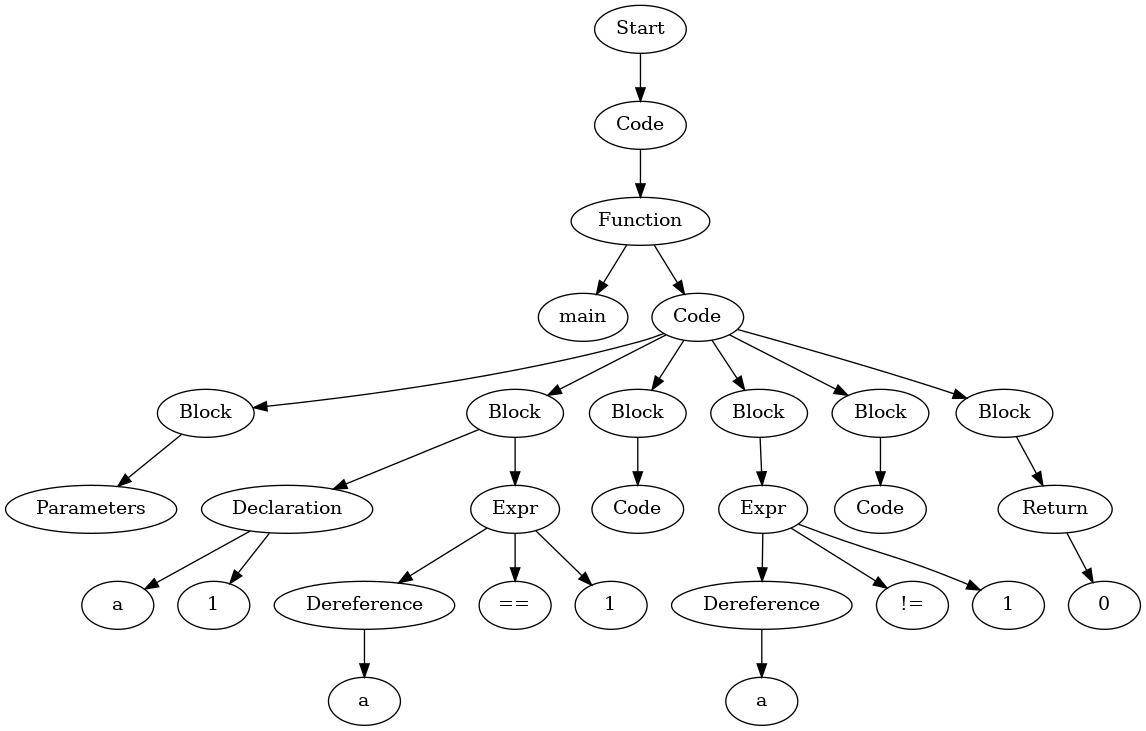 Start
Code
Function
main
Code
Block
Block
Block
Block
Block
Block
Parameters
Declaration
Expr
Code
Expr
Code
Return
a
1
Dereference
==
1
Dereference
!=
1
0
a
a